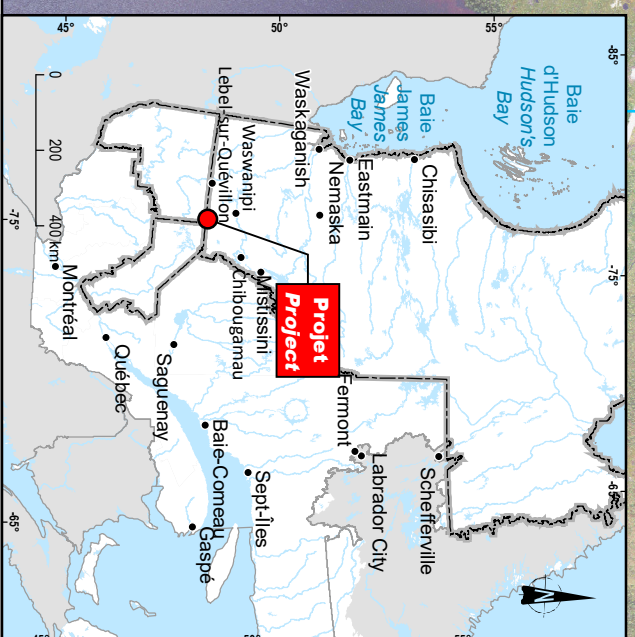 -85°
-75°
-65°
55°
Baie
d'Hudson
Hudson's
Bay
Schefferville
Chisasibi
Baie
James
James
Bay
Labrador City
Fermont
Eastmain
Nemaska
Waskaganish
Projet
Project
50°
Mistissini
Chibougamau
Waswanipi
Lebel-sur-Quévillon
Sept-Îles
Baie-Comeau
Gaspé
Saguenay
Québec
Montréal
45°
0 200 400 km
-75°
-65°
N